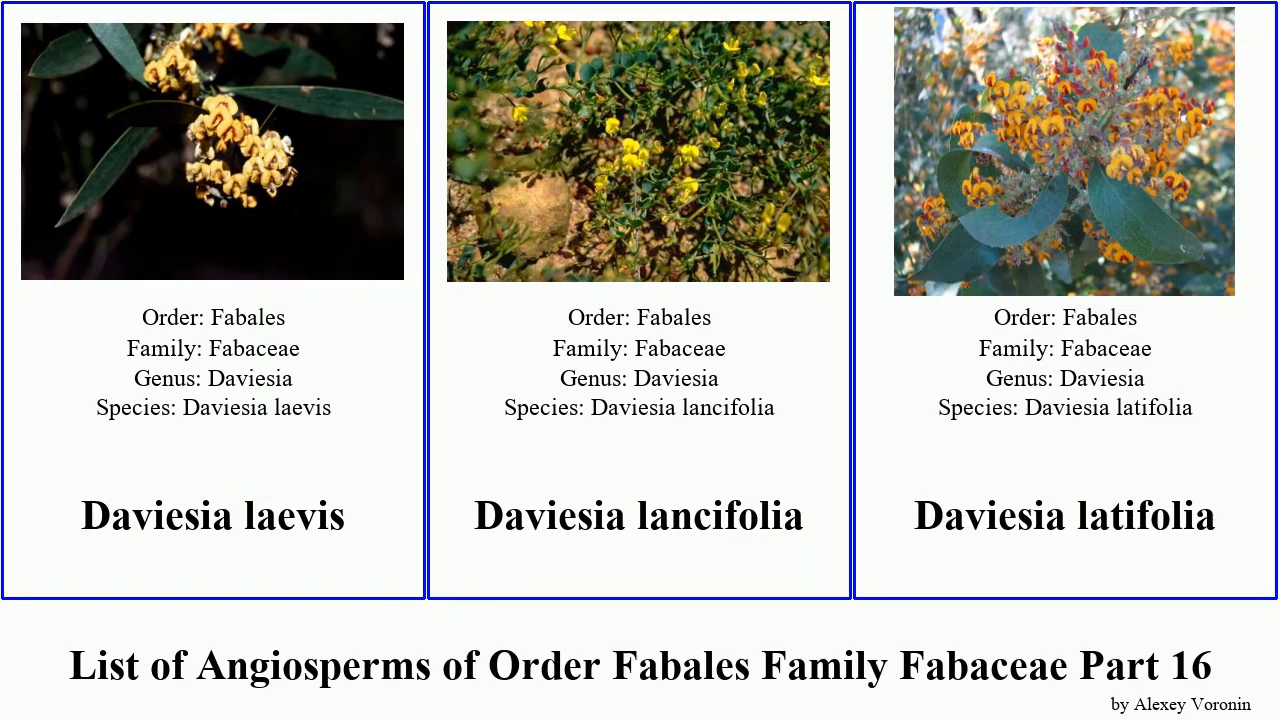 Order: Fabales
Family: Fabaceae
Genus: Daviesia
Species: Daviesia laevis
Daviesia laevis
Order: Fabales
Family: Fabaceae
Genus: Daviesia
Species: Daviesia lancifolia
Daviesia lancifolia
Order: Fabales
Family: Fabaceae
Genus: Daviesia
Species: Daviesia latifolia
Daviesia latifolia
List of Angiosperms of Order Fabales Family Fabaceae Part 16
by Alexey Voronin